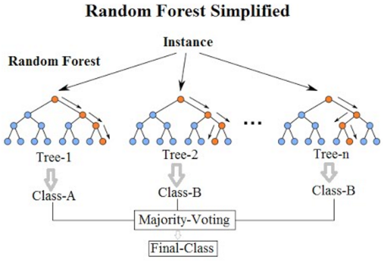 Random Forest Simplified
Instance
Random Forest
...
Tree-1 Tree-2 Tree-n
Class-A Class-B Class-B
Majority-Voting
Final-Class